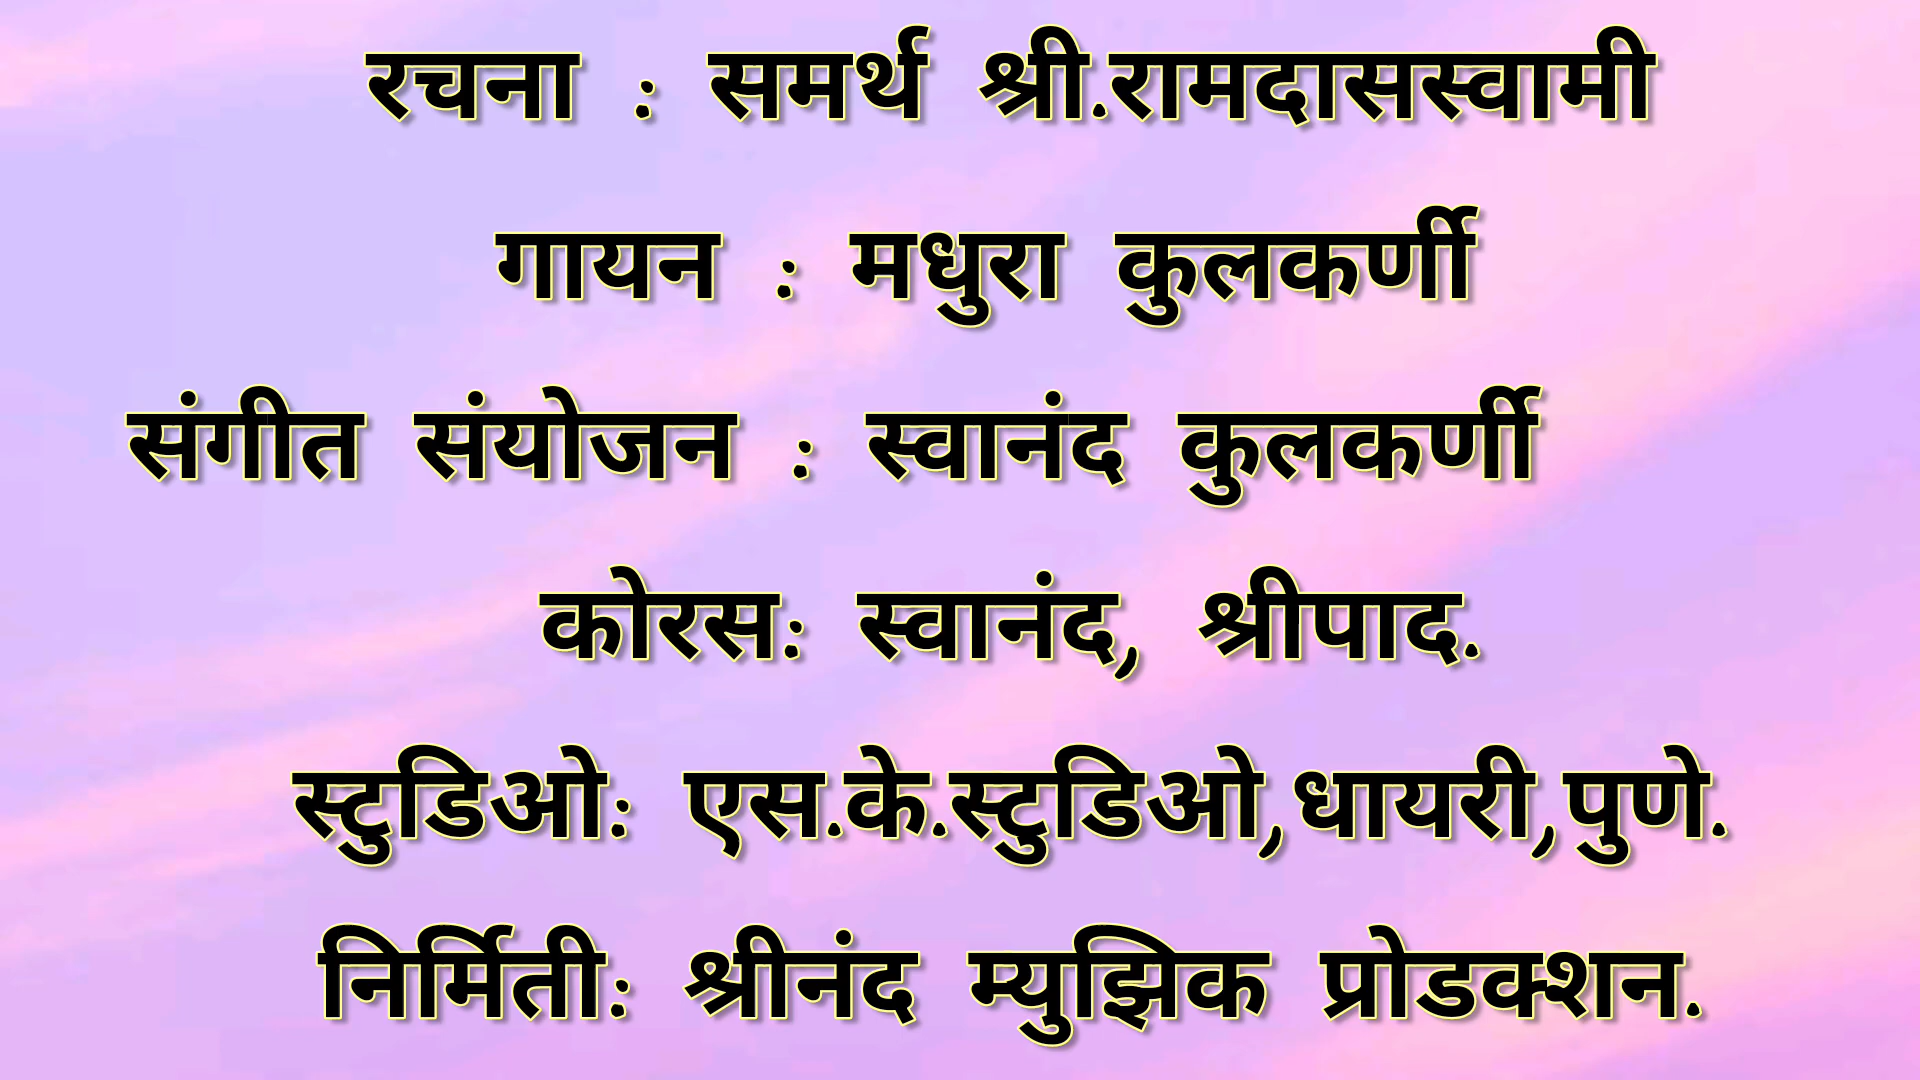 रचना : समर्थ श्री.रामदासस्वामी
गायन : मधुरा कुलकर्णी
संगीत संयोजन : स्वानंद कुलकर्णी
कोरस: स्वानंद, श्रीपाद.
स्टुडिओ: एस.के.स्टुडिओ,धायरी,पुणे.
निर्मिती: श्रीनंद म्युझिक प्रोडक्शन.